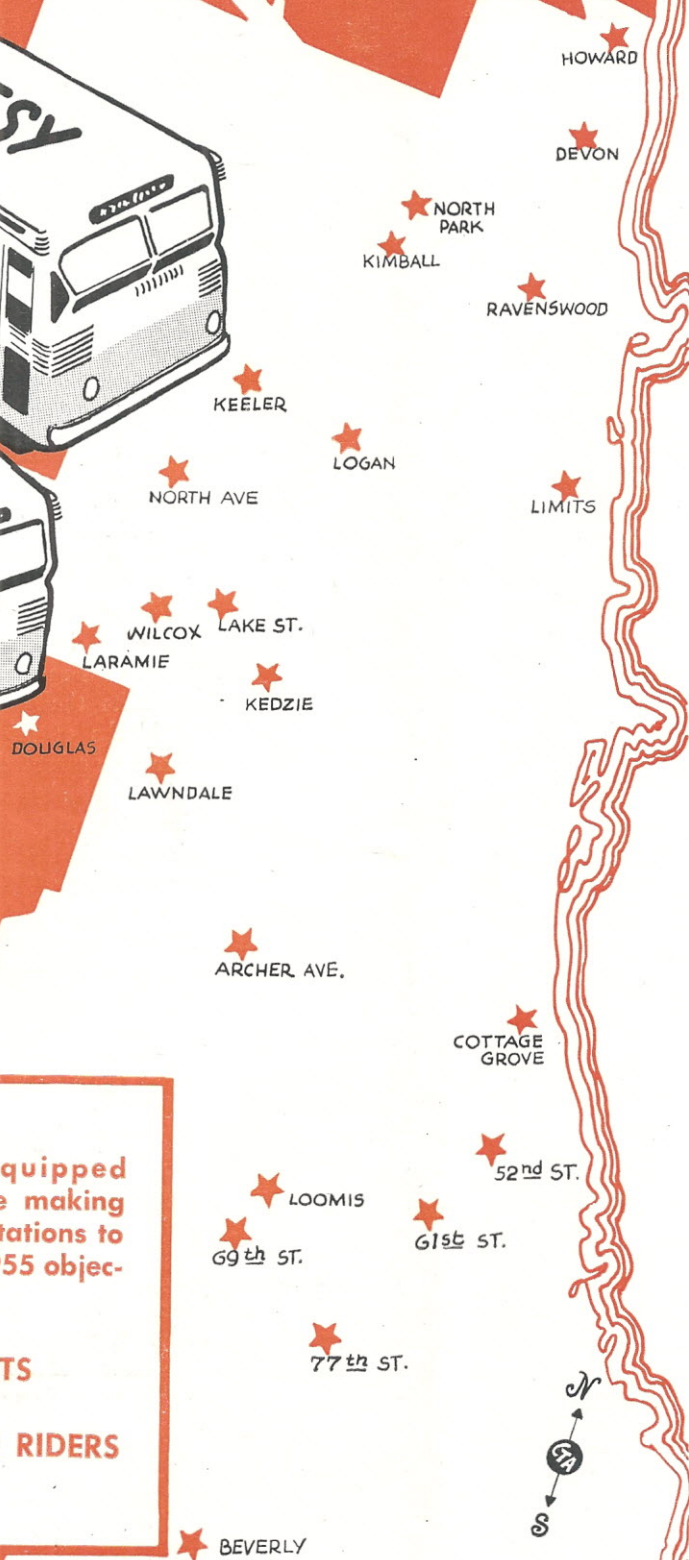 HOWARD
SY
DEVON
NORTH
PARK
KIMBALL
RAVENSWOOD
KEELER
LOGAN
NORTH AVE
LIMITS
WILCOX
LAKE ST.
LARAMIE
KEDZIE
DOUGLAS
LAWNDALE
ARCHER AVE.
COTTAGE
GROVE
quipped
e making
tations to
55 objec-
TS
RIDERS
52nd ST.
LOOMIS
61st ST.
69th ST.
77th ST.
N
CTA
S
BEVERLY